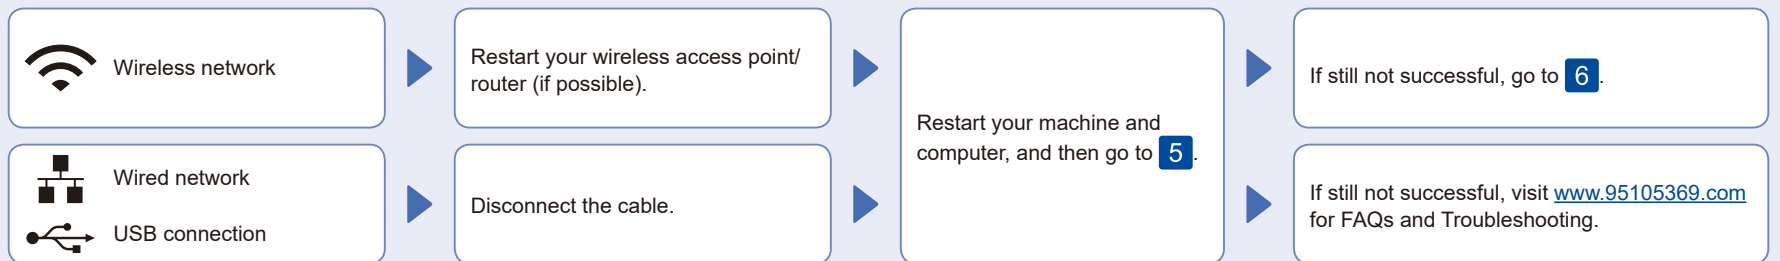 Wireless network
Restart your wireless access point/
router (if possible).
Restart your machine and
computer, and then go to 5.
If still not successful, go to 6.
Wired network
USB connection
Disconnect the cable.
If still not successful, visit www.95105369.com
for FAQs and Troubleshooting.